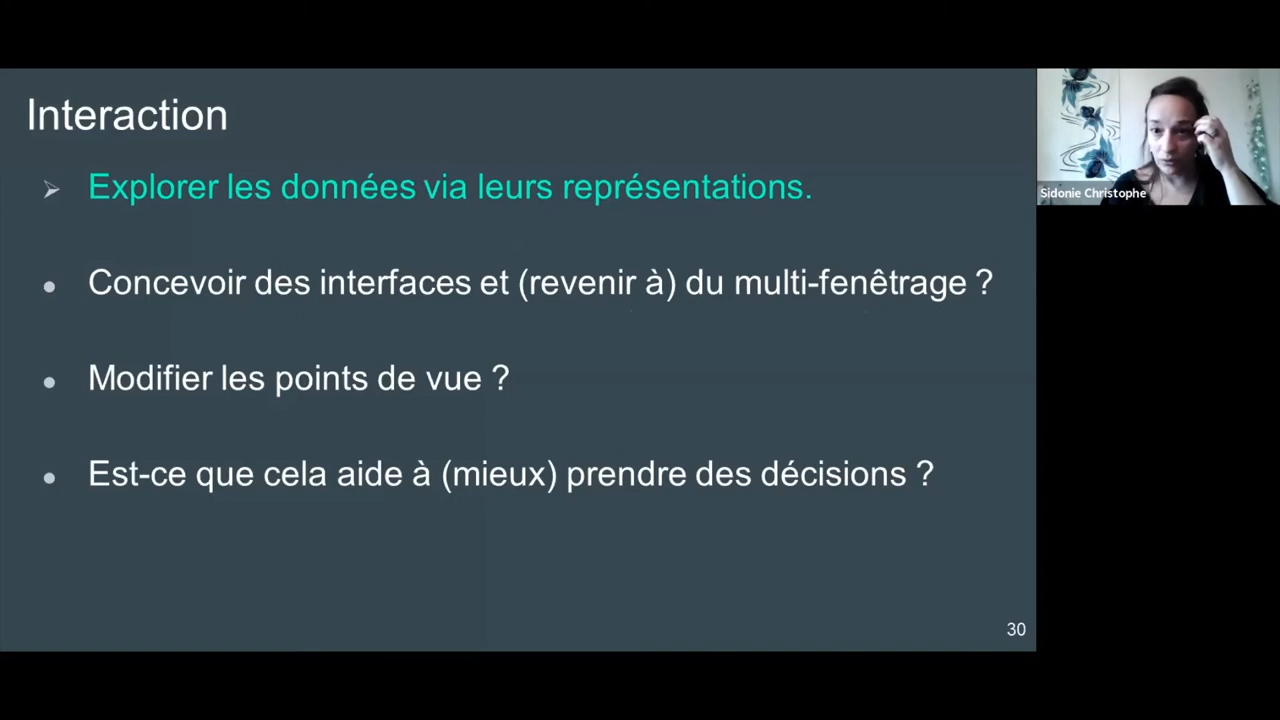 Interaction
Explorer les données via leurs représentations.
Concevoir des interfaces et (revenir à) du multi-fenêtrage ?
Modifier les points de vue ?
Est-ce que cela aide à (mieux) prendre des décisions ?
30
Sidonie Christophe